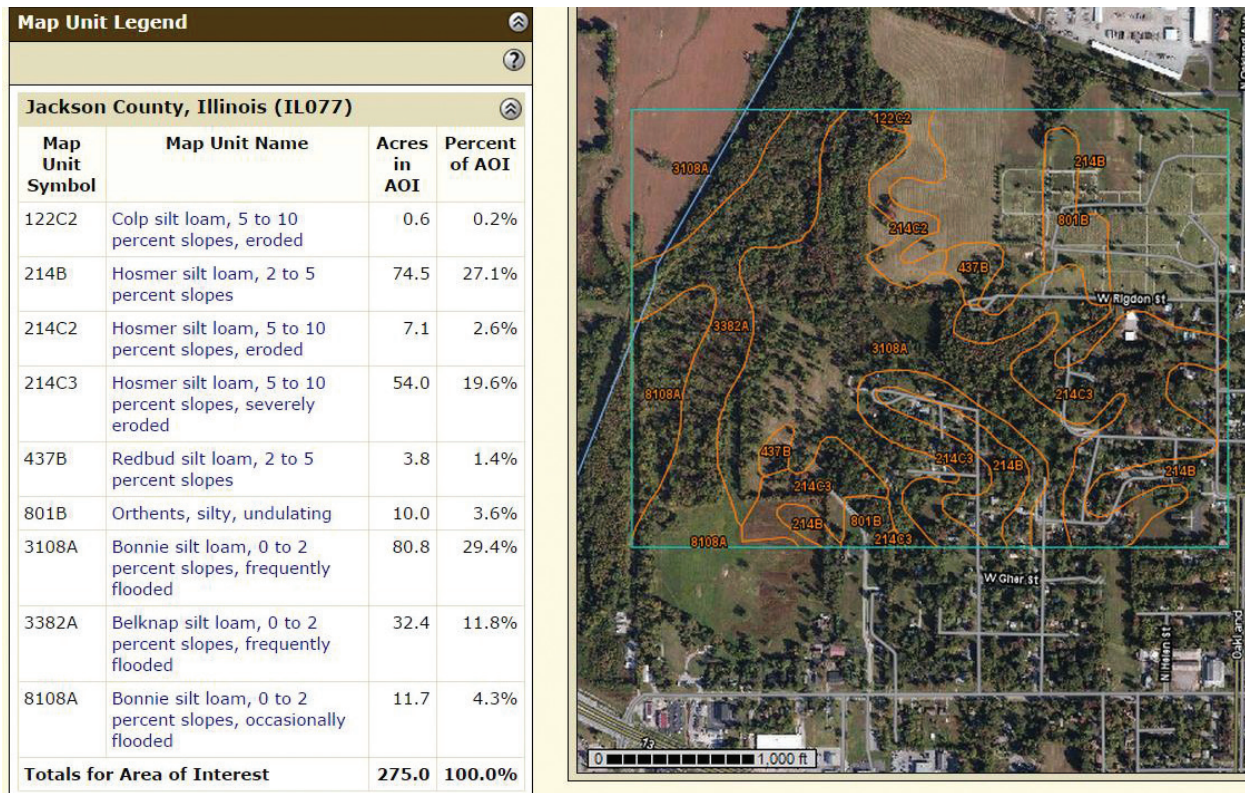 Map Unit Legend
?
Jackson County, Illinois (IL077)
Map Unit Symbol Map Unit Name Acres in AOI Percent of AOI
122C2 Colp silt loam, 5 to 10 0.6 0.2%
percent slopes, eroded
214B Hosmer silt loam, 2 to 5 74.5 27.1%
percent slopes
214C2 Hosmer silt loam, 5 to 10 7.1 2.6%
percent slopes, eroded
214C3 Hosmer silt loam, 5 to 10 54.0 19.6%
percent slopes, severely
eroded
437B Redbud silt loam, 2 to 5 3.8 1.4%
percent slopes
801B Orthents, silty, undulating 10.0 3.6%
3108A Bonnie silt loam, 0 to 2 80.8 29.4%
percent slopes, frequently
flooded
3382A Belknap silt loam, 0 to 2 32.4 11.8%
percent slopes, frequently
flooded
8108A Bonnie silt loam, 0 to 2 11.7 4.3%
percent slopes, occasionally
flooded
Totals for Area of Interest 275.0 100.0%
122C2
3108A
214B
214C2
801B
437B
W Rigdon St
3382A
3108A
8108A
214C3
437B
214C3
214B
214B
214C3
214B
801B
8108A
214C3
W Gher St
N Helen St
Oakland
13
0 1,000 ft